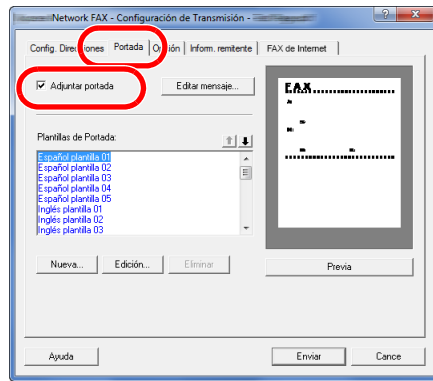 Network FAX - Configuración de Transmisión -
Config. Direcciones Portada Opción Inform. remitente FAX de Internet
Adjuntar portada
Editar mensaje...
FAX
Plantillas de Portada:
Español plantilla 01
Español plantilla 02
Español plantilla 03
Español plantilla 04
Español plantilla 05
Inglés plantilla 01
Inglés plantilla 02
Inglés plantilla 03
Nueva... Edición... Eliminar
Previa
Ayuda Enviar Cance